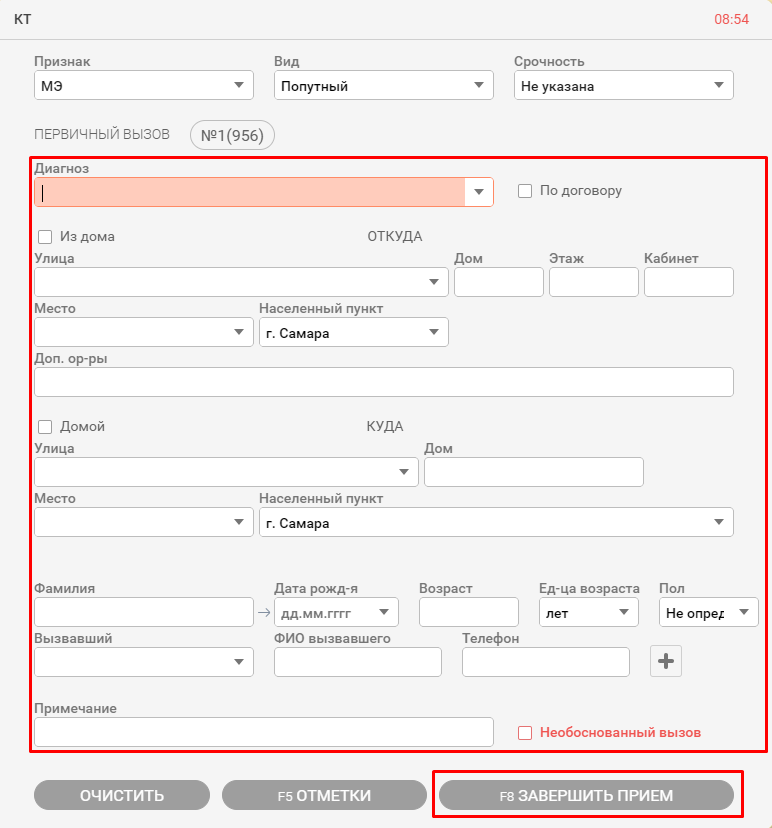 КТ 08:54
Признак Вид Срочность
МЭ Попутный Не указана
ПЕРВИЧНЫЙ ВЫЗОВ №1(956)
Диагноз
По договору
Из дома ОТКУДА
Улица Дом Этаж Кабинет
Место Населенный пункт
г. Самара
Доп. ор-ры
Домой КУДА
Улица Дом
Место Населенный пункт
г. Самара
Фамилия Дата рожд-я Возраст Ед-ца возраста Пол
дд.мм.гггг лет Не опред
Вызвавший ФИО вызвавшего Телефон
Примечание
Необоснованный вызов
ОЧИСТИТЬ F5 ОТМЕТКИ F8 ЗАВЕРШИТЬ ПРИЕМ